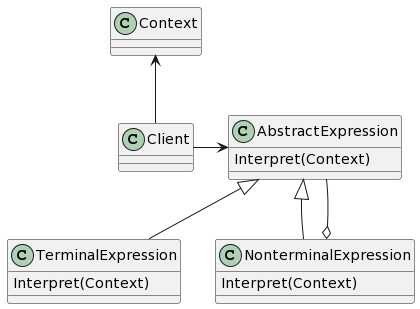 C Context
C Client
C AbstractExpression
Interpret(Context)
C TerminalExpression
Interpret(Context)
C NonterminalExpression
Interpret(Context)